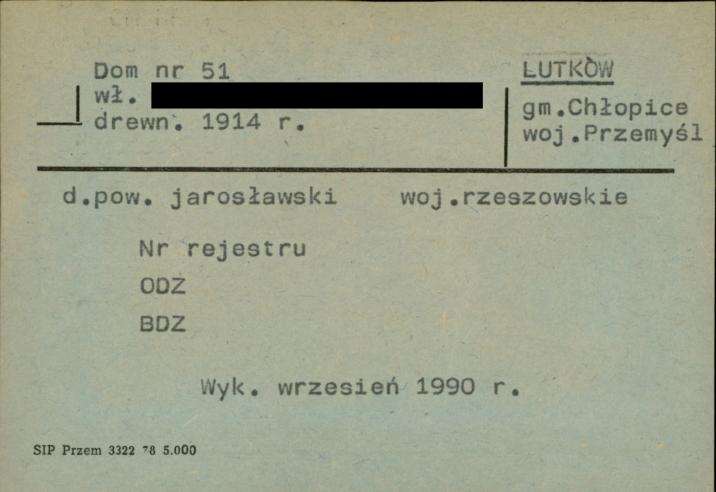 Dom nr 51
wł.
drewn. 1914 r.
LUTKÓW
gm.Chłopice
woj.Przemyśl
d.pow. jarosławski woj.rzeszowskie
Nr rejestru
ODZ
BDZ
Wyk. wrzesień 1990 r.
SIP Przem 3322 78 5.000